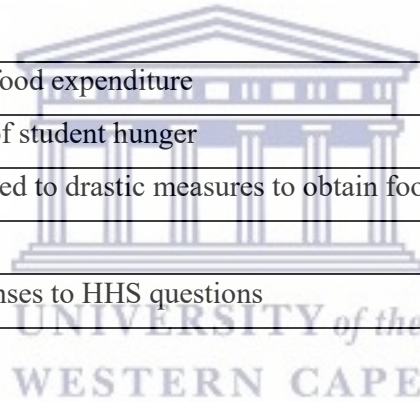 ood expenditure
f student hunger
ed to drastic measures to obtain foo
nses to HHS questions
UNIVERSITY of the
WESTERN CAPE